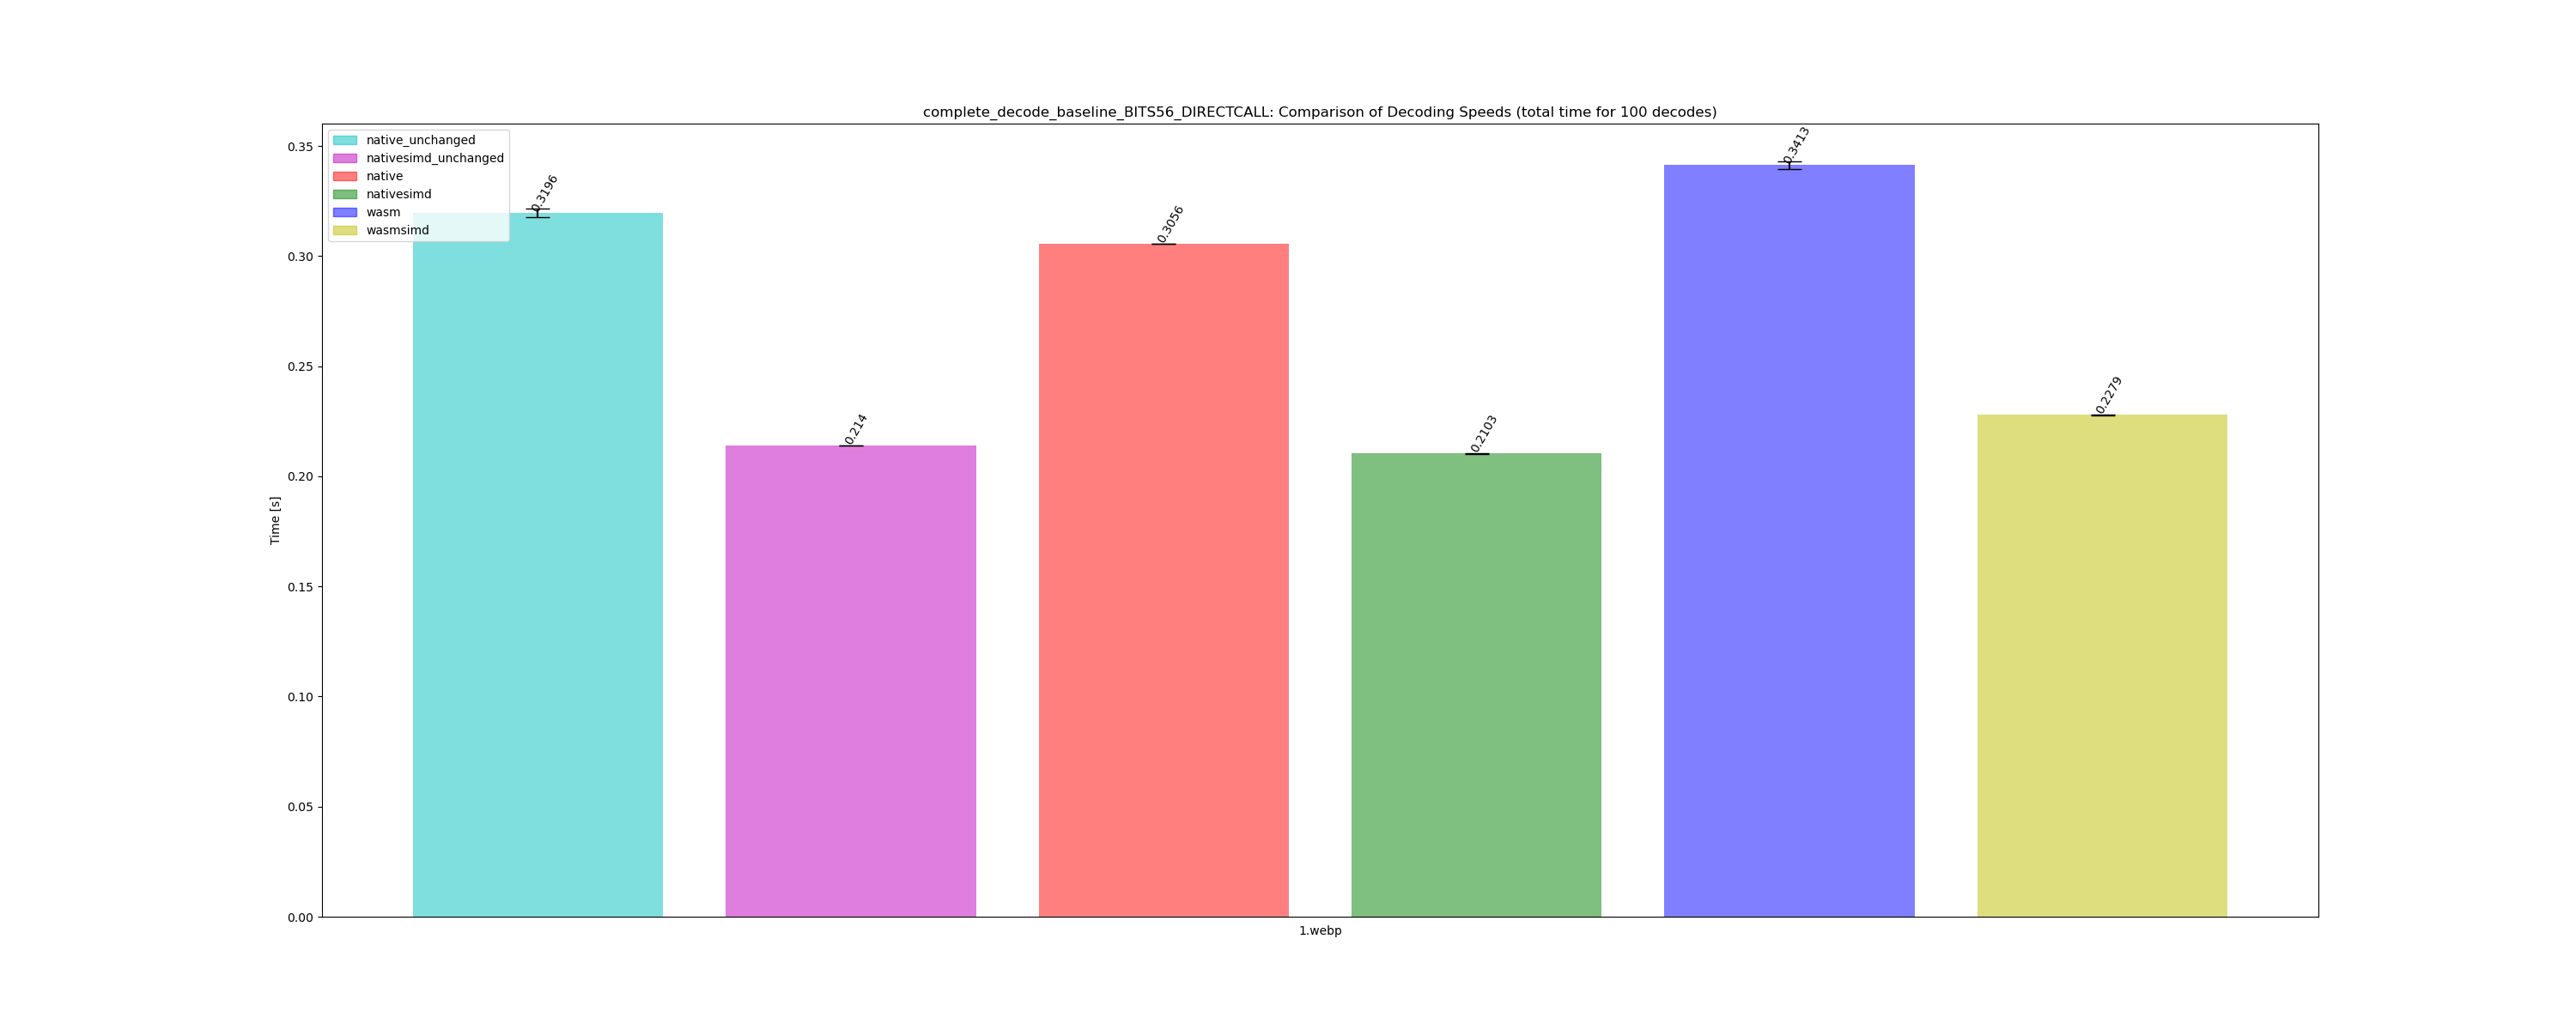 complete_decode_baseline_BITS56_DIRECTCALL: Comparison of Decoding Speeds (total time for 100 decodes)
native_unchanged
nativesimd_unchanged
native
nativesimd
wasm
wasmsimd
0.35
0.30
0.25
0.20
0.15
0.10
0.05
0.00
Time [s]
0.3196
0.214
0.3056
0.2103
0.3413
0.2279
1.webp